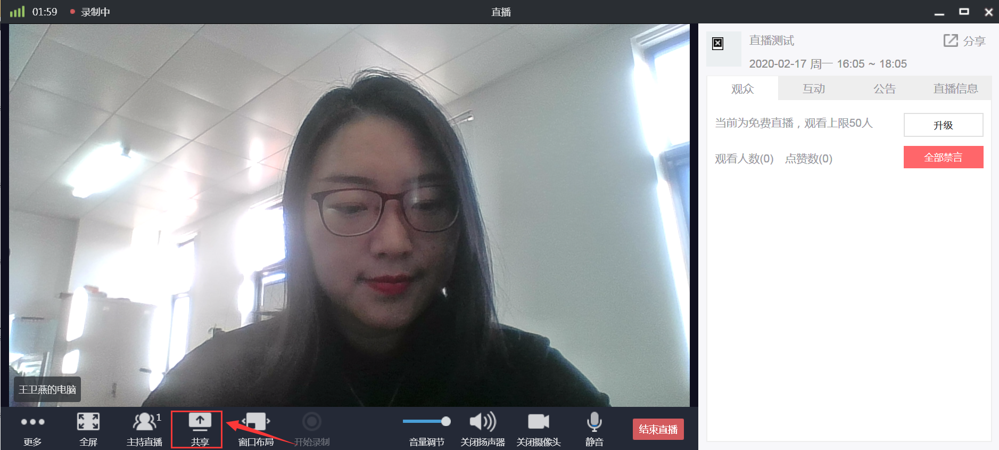 01:59 录制中
直播
直播测试
分享
2020-02-17 周一 16:05 ~ 18:05
观众 互动 公告 直播信息
当前为免费直播，观看上限50人
升级
观看人数(0) 点赞数(0)
全部禁言
王卫燕的电脑
1
更多 全屏 主持直播 共享 窗口布局 开始录制 音量调节 关闭扬声器 关闭摄像头 静音
结束直播